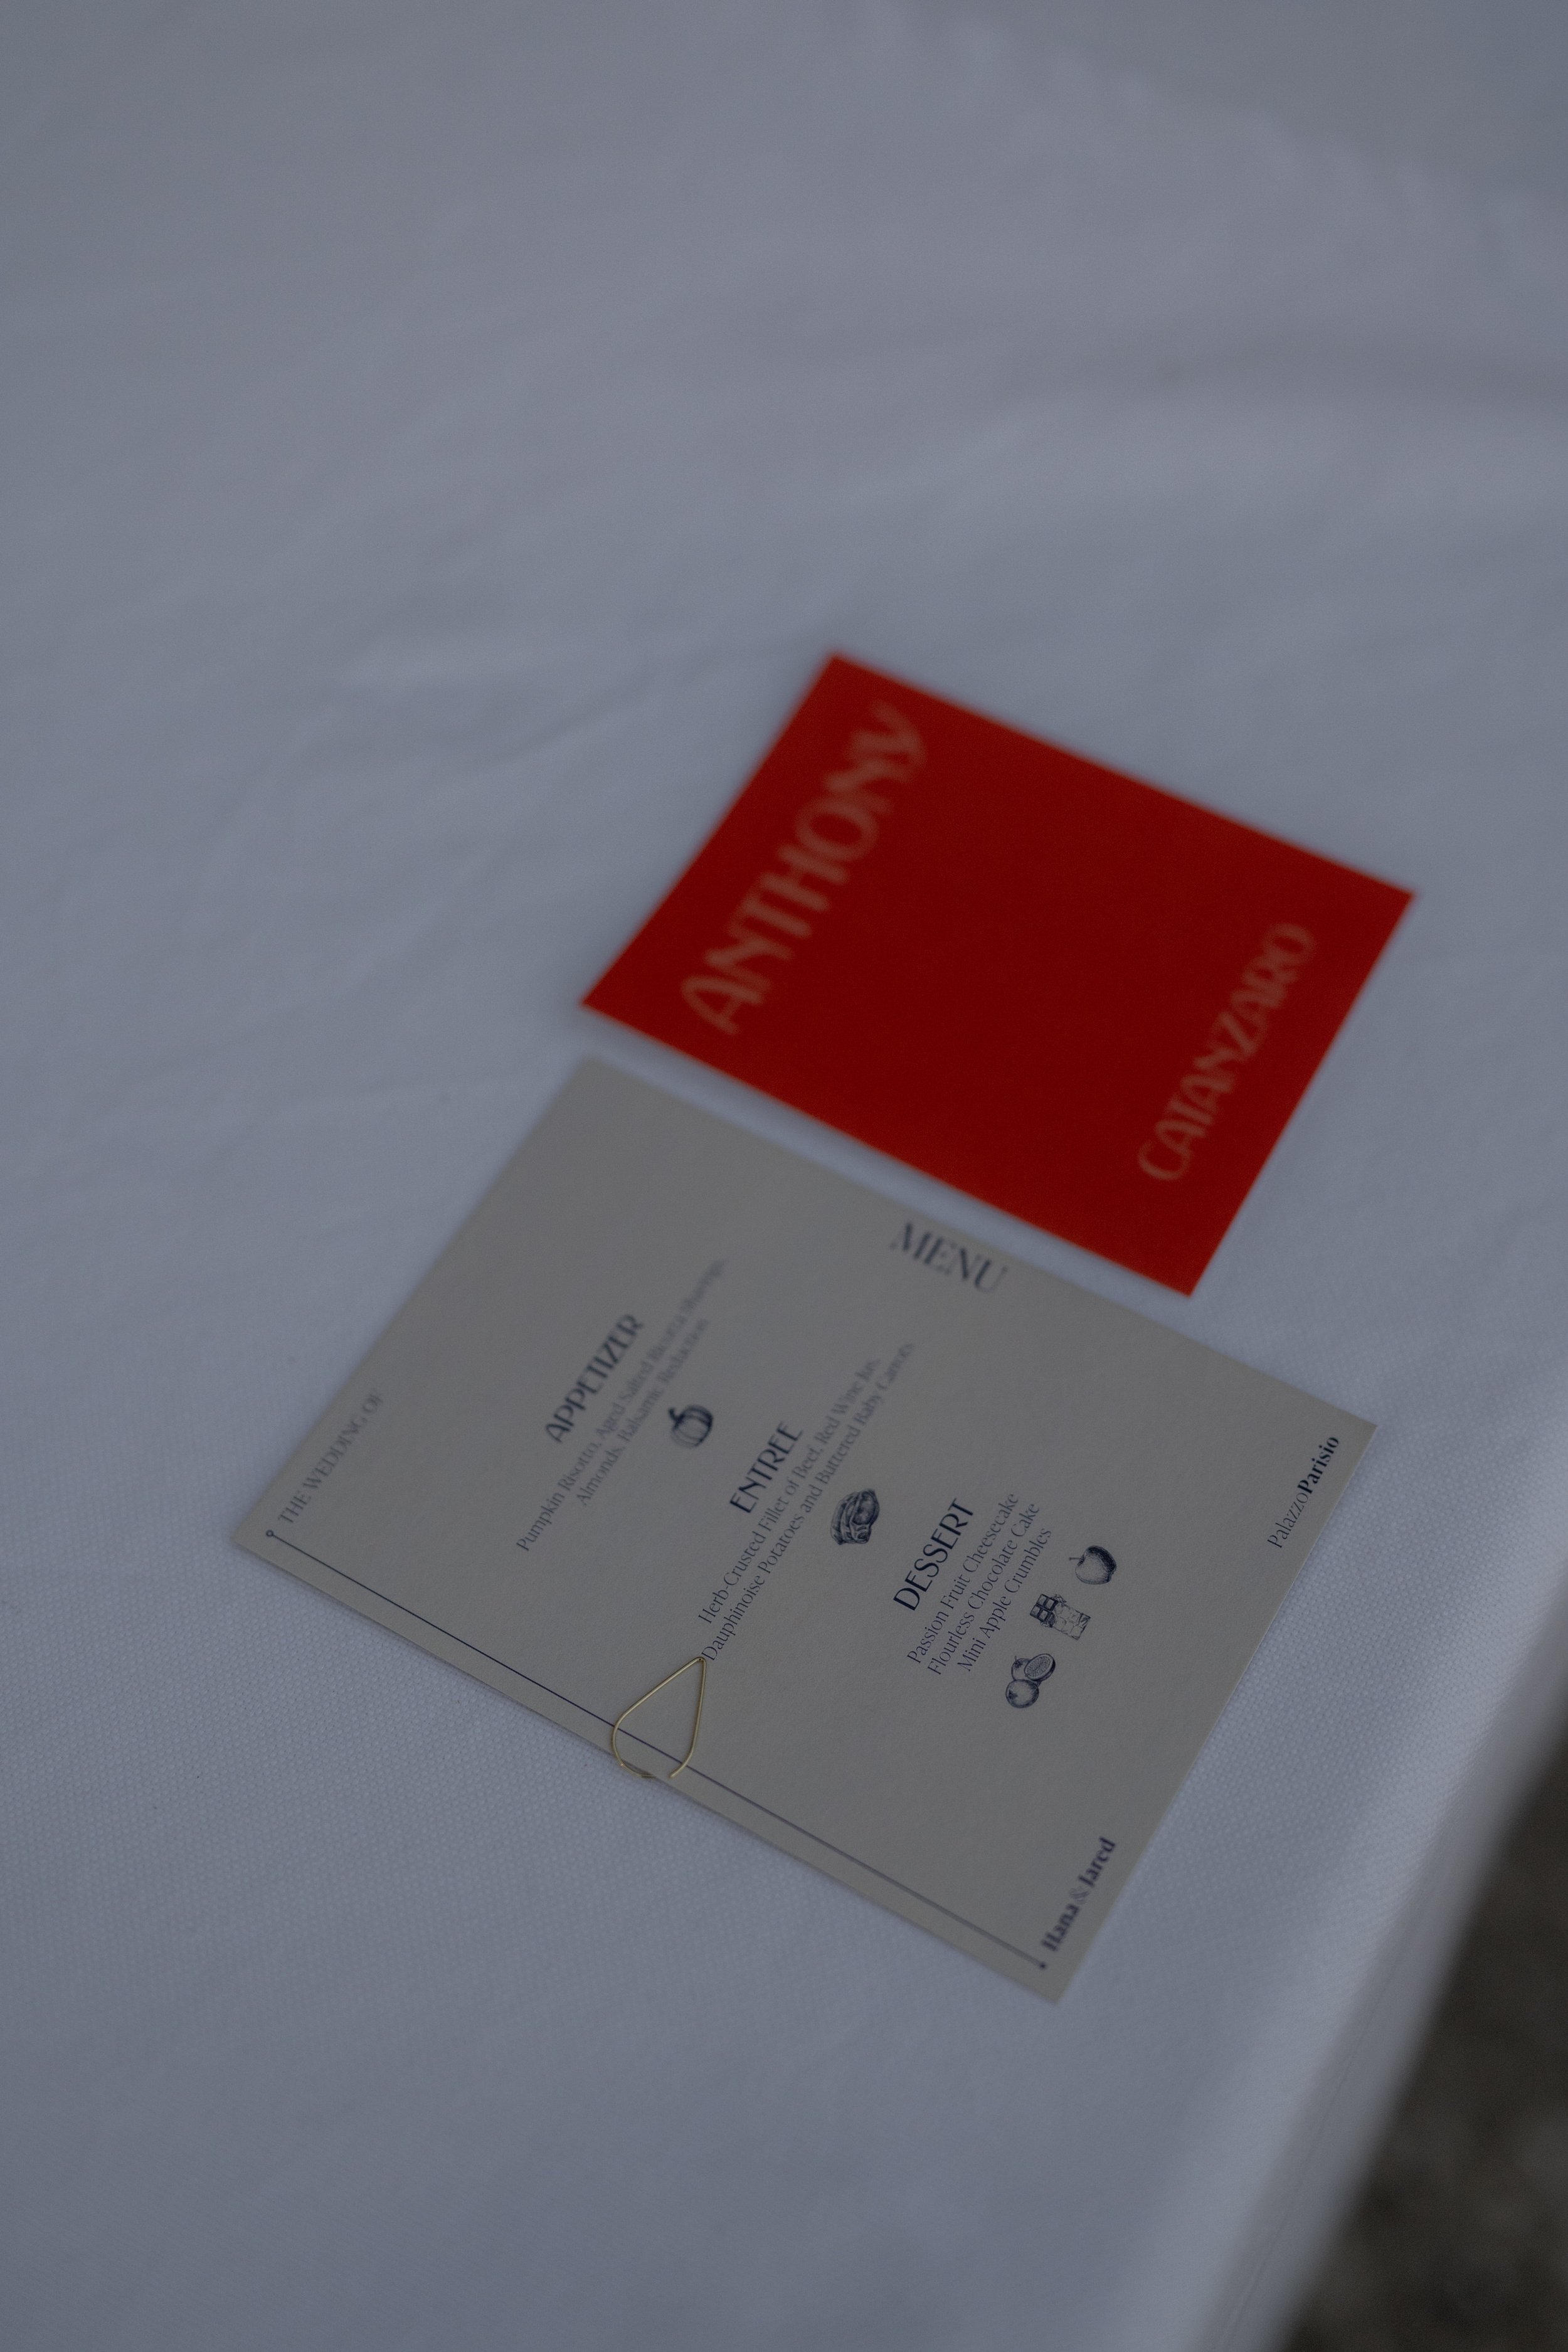 ANTHONY
CATANZARO
MENU
THE WEDDING OF
APPETIZER
Pumpkin Risotto, Aged Salted Ricotta Shavings
Almonds, Balsamic Reduction
ENTREE
Herb-Crusted Fillet of Beef, Red Wine Jus,
Dauphinoise Potatoes and Buttered Baby Carrots
DESSERT
Passion Fruit Cheesecake
Flourless Chocolate Cake
Mini Apple Crumbles
PalazzoParisio
Hana & Jared